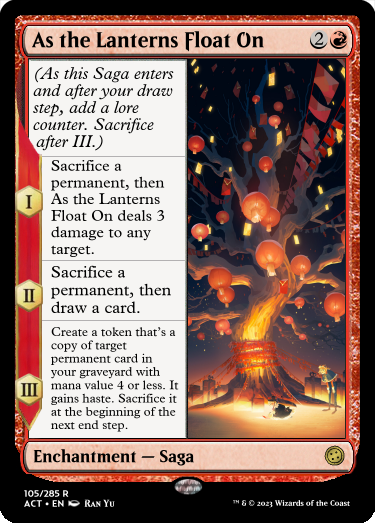 As the Lanterns Float On 2
(As this Saga enters
and after your draw
step, add a lore
counter. Sacrifice
after III.)
I
Sacrifice a
permanent, then
As the Lanterns
Float On deals 3
damage to any
target.
II
Sacrifice a
permanent, then
draw a card.
III
Create a token that's a
copy of target
permanent card in
your graveyard with
mana value 4 or less. It
gains haste. Sacrifice it
at the beginning of the
next end step.
Enchantment — Saga
105/285 R
ACT • EN Ran Yu
™ & © 2023 Wizards of the Coast